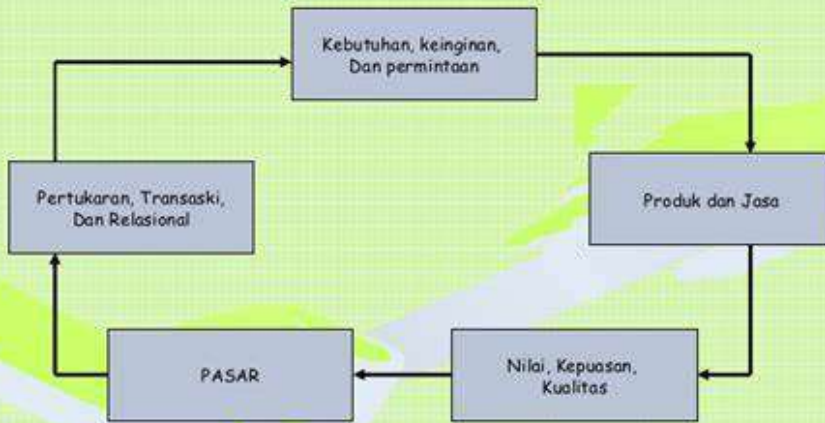 Kebutuhan, keinginan,
Dan permintaan
Pertukaran, Transaski,
Dan Relasional
Produk dan Jasa
PASAR
Nilai, Kepuasan,
Kualitas